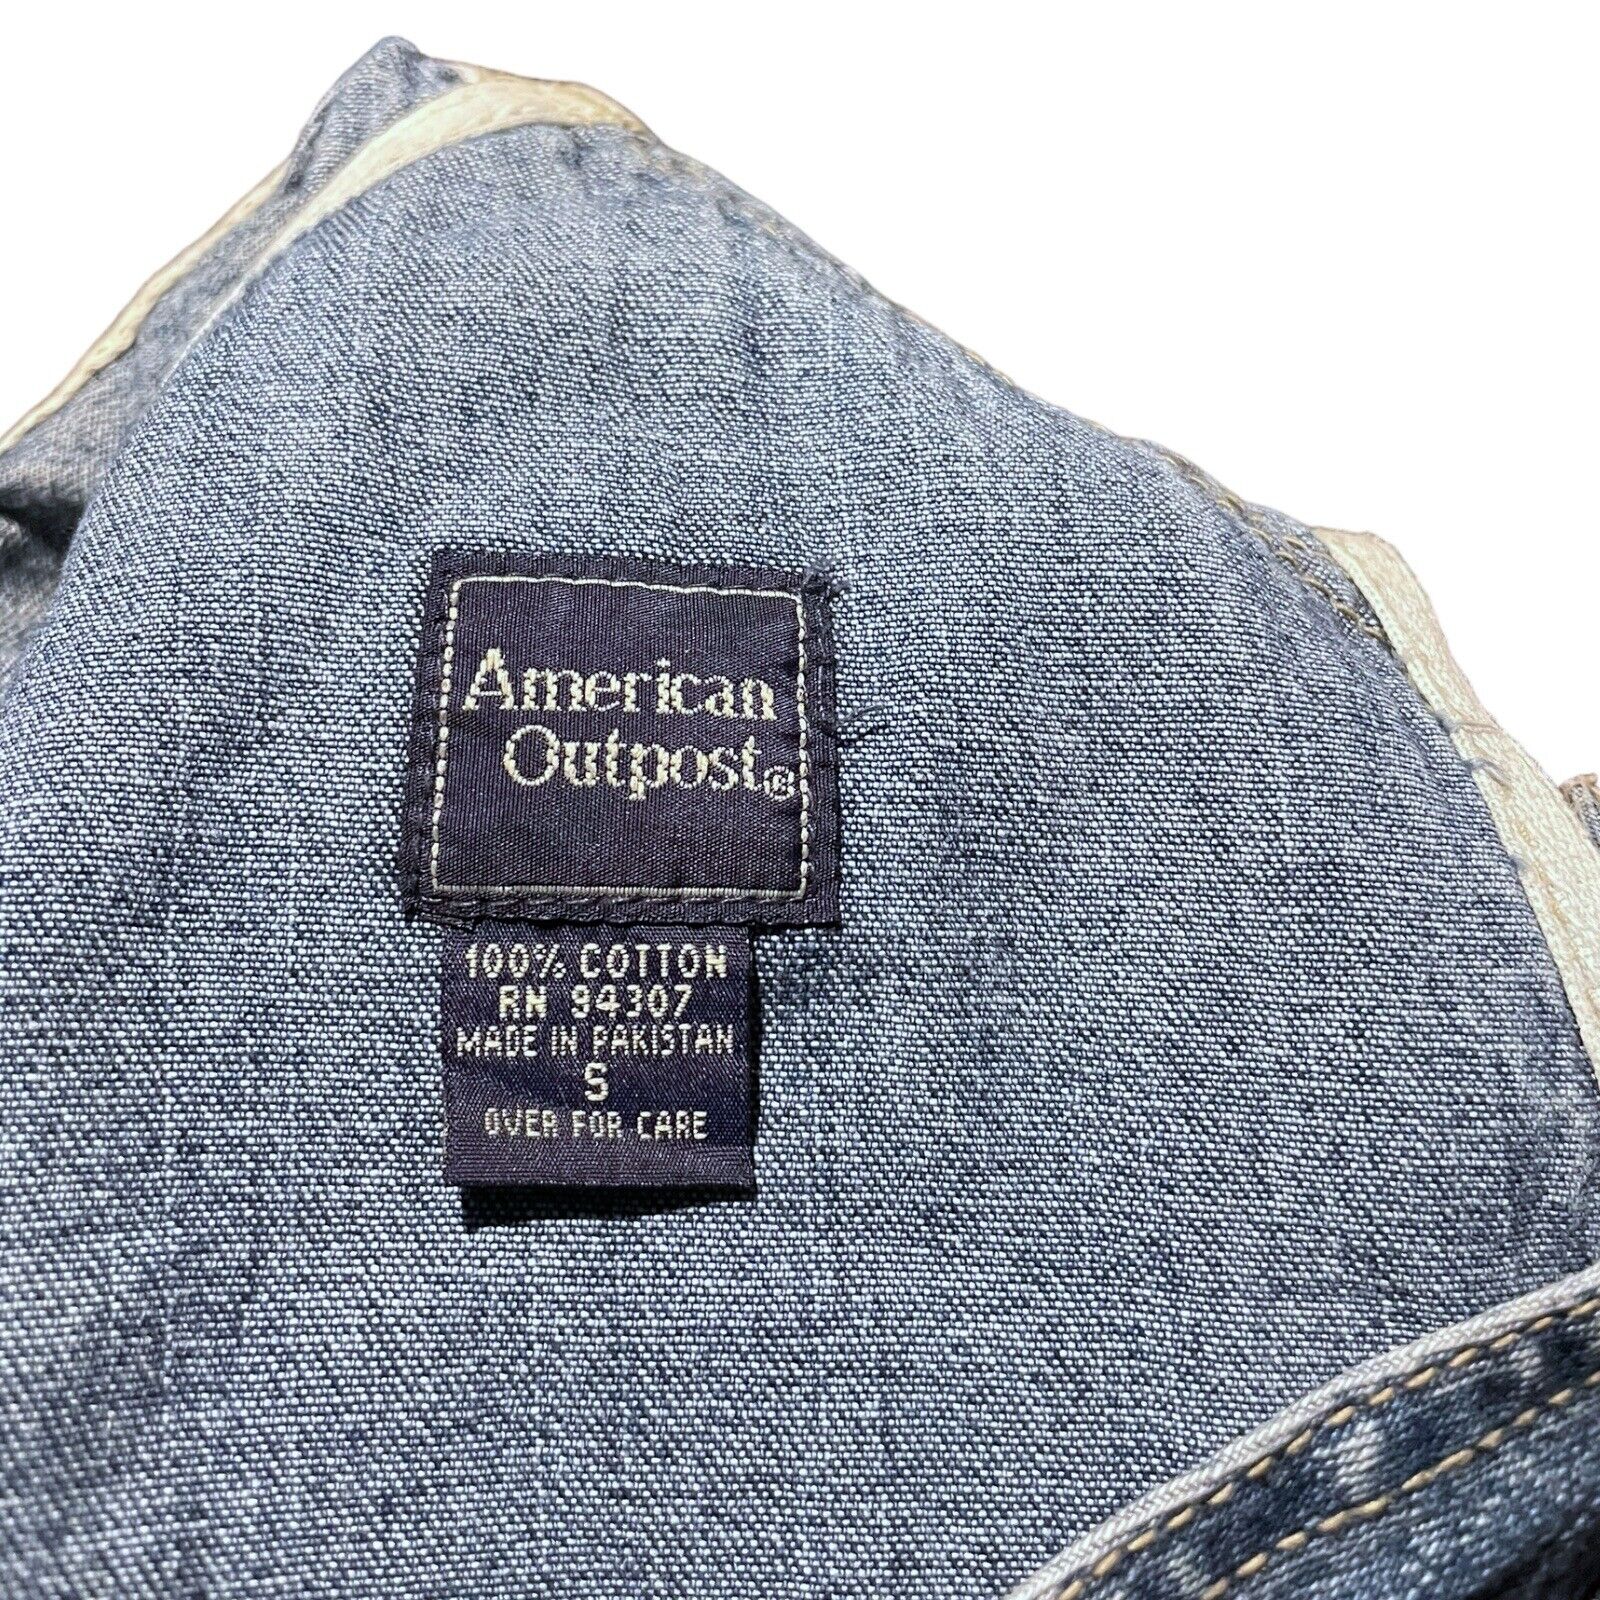 American
Outpost®
100% COTTON
RN 94307
MADE IN PAKISTAN
S
OVER FOR CARE